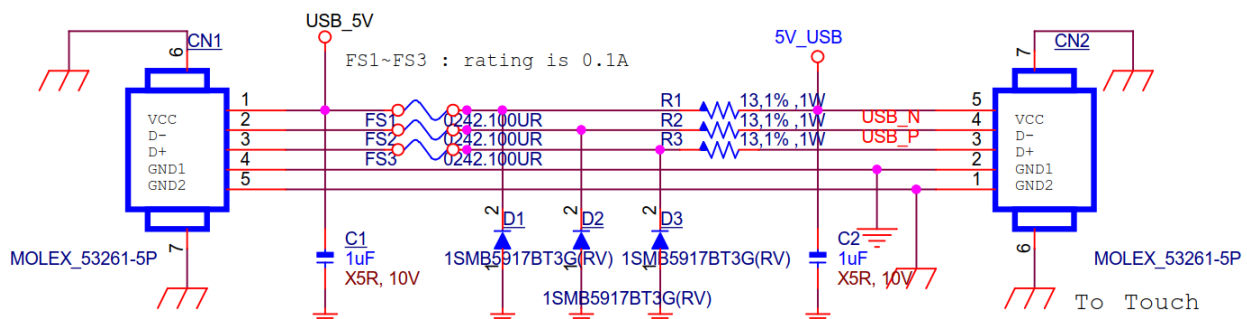 USB_5V
5V_USB
CN1
CN2
6
7
FS1~FS3 : rating is 0.1A
1
R1
13,1% ,1W
5
VCC
VCC
2
FS1
0242.100UR
R2
13,1% ,1W
USB_N
4
D-
D-
3
FS2
0242.100UR
R3
13,1% ,1W
USB_P
3
D+
D+
4
FS3
0242.100UR
2
GND1
GND1
5
1
GND2
GND2
2
D1
2
D2
2
D3
C1
1uF
X5R, 10V
C2
1uF
X5R, 10V
1
1
1
7
6
MOLEX_53261-5P
1SMB5917BT3G(RV)
1SMB5917BT3G(RV)
1SMB5917BT3G(RV)
MOLEX_53261-5P
To Touch